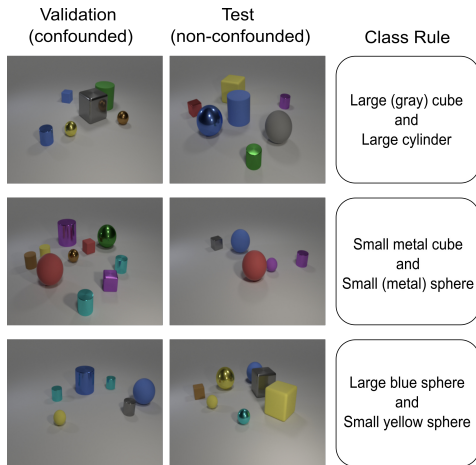 Validation
(confounded)
Test
(non-confounded)
Class Rule
Large (gray) cube
and
Large cylinder
Small metal cube
and
Small (metal) sphere
Large blue sphere
and
Small yellow sphere